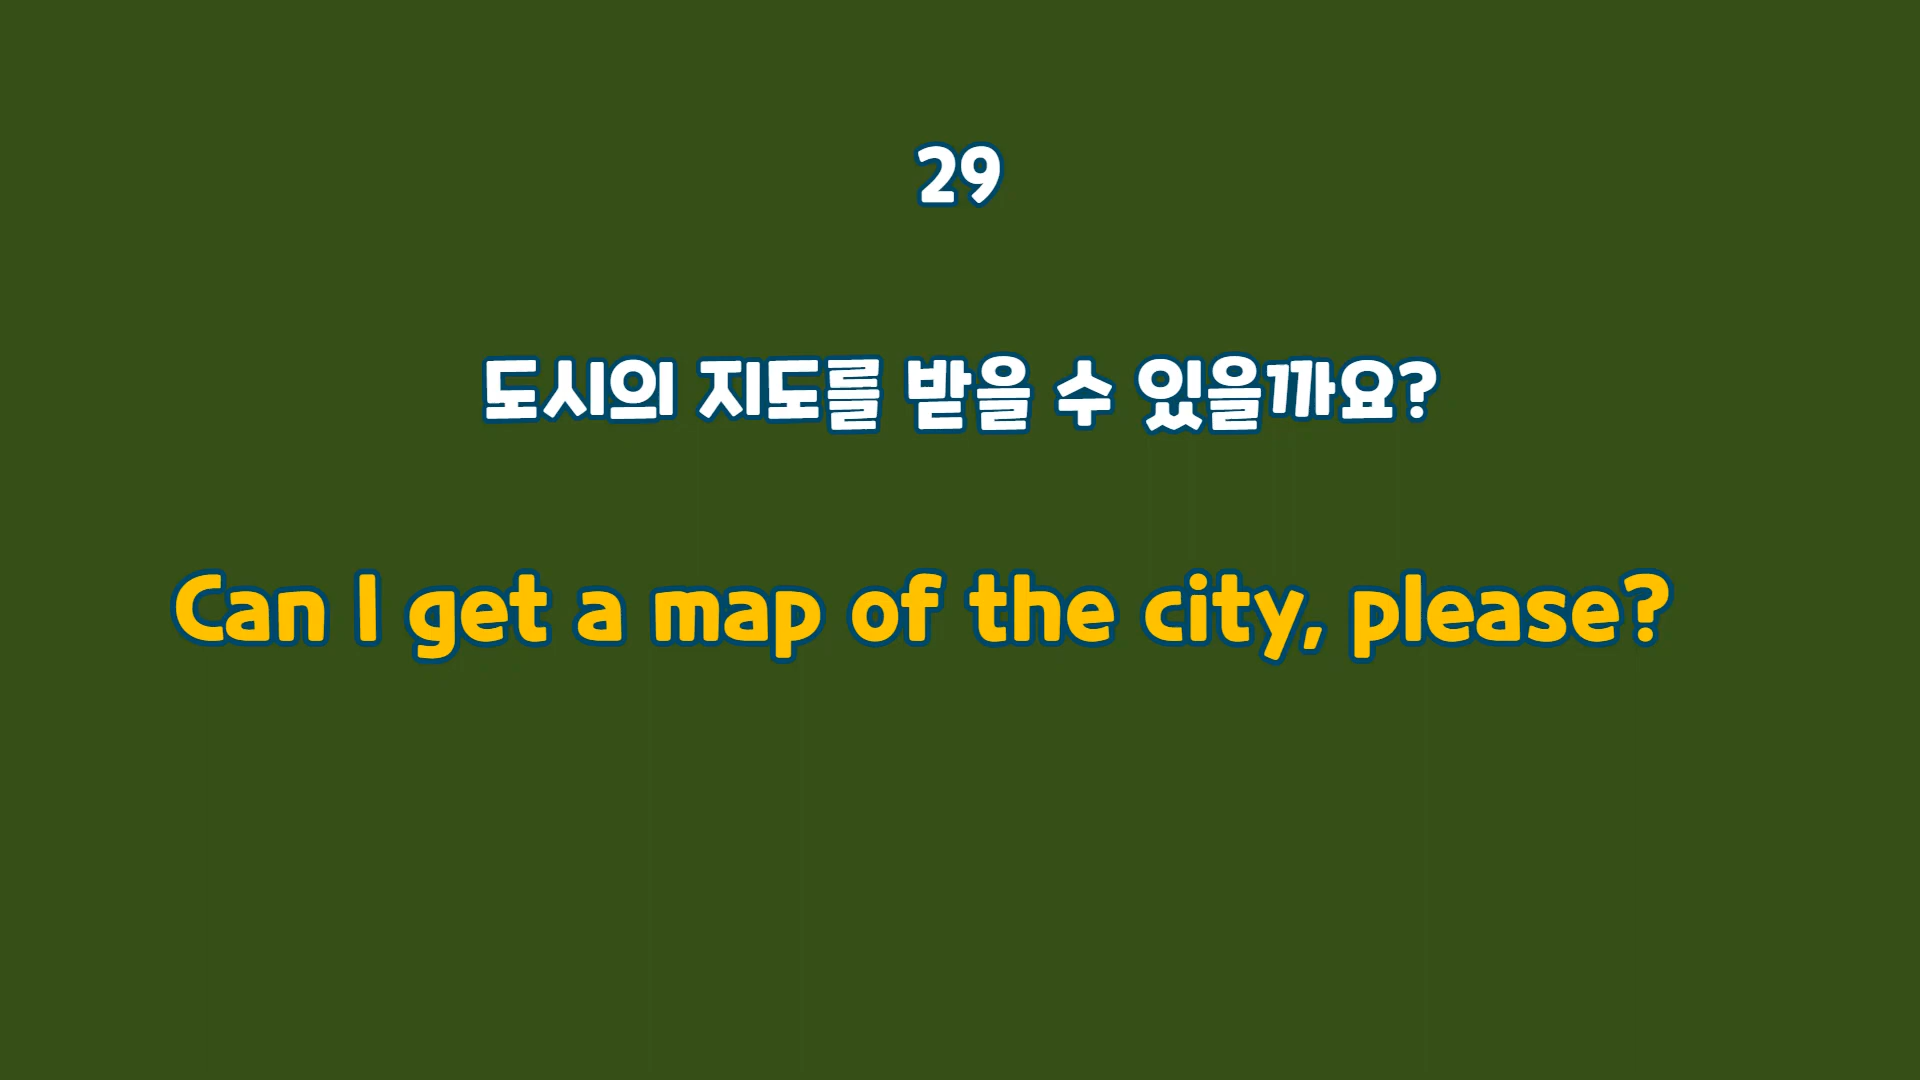 29
도시의 지도를 받을 수 있을까요?
Can I get a map of the city, please?